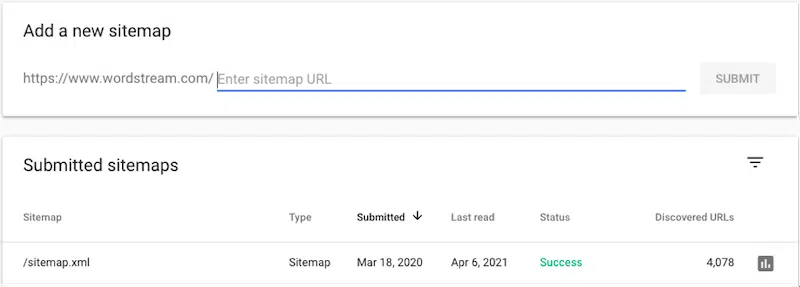 Add a new sitemap
https://www.wordstream.com/ Enter sitemap URL SUBMIT
Submitted sitemaps
Sitemap Type Submitted Last read Status Discovered URLs
/sitemap.xml Sitemap Mar 18, 2020 Apr 6, 2021 Success 4,078